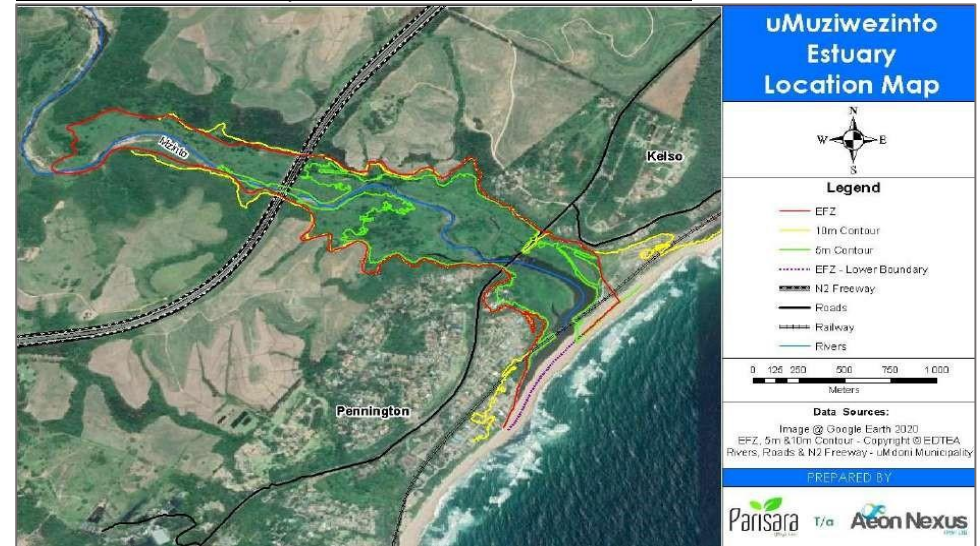 uMuziwezinto
Estuary
Location Map
N
W E
S
Legend
EFZ
10m Contour
5m Contour
EFZ - Lower Boundary
N2 Freeway
Roads
Railway
Rivers
0 125 250 500 750 1 000
Meters
Data Sources:
Image @ Google Earth 2020
EFZ, 5m &10m Contour - Copyright © EDTEA
Rivers, Roads & N2 Freeway - uMdoni Municipality
PREPARED BY
Parisara T/a Aeon Nexus
Mzinto
Kelso
Pennington